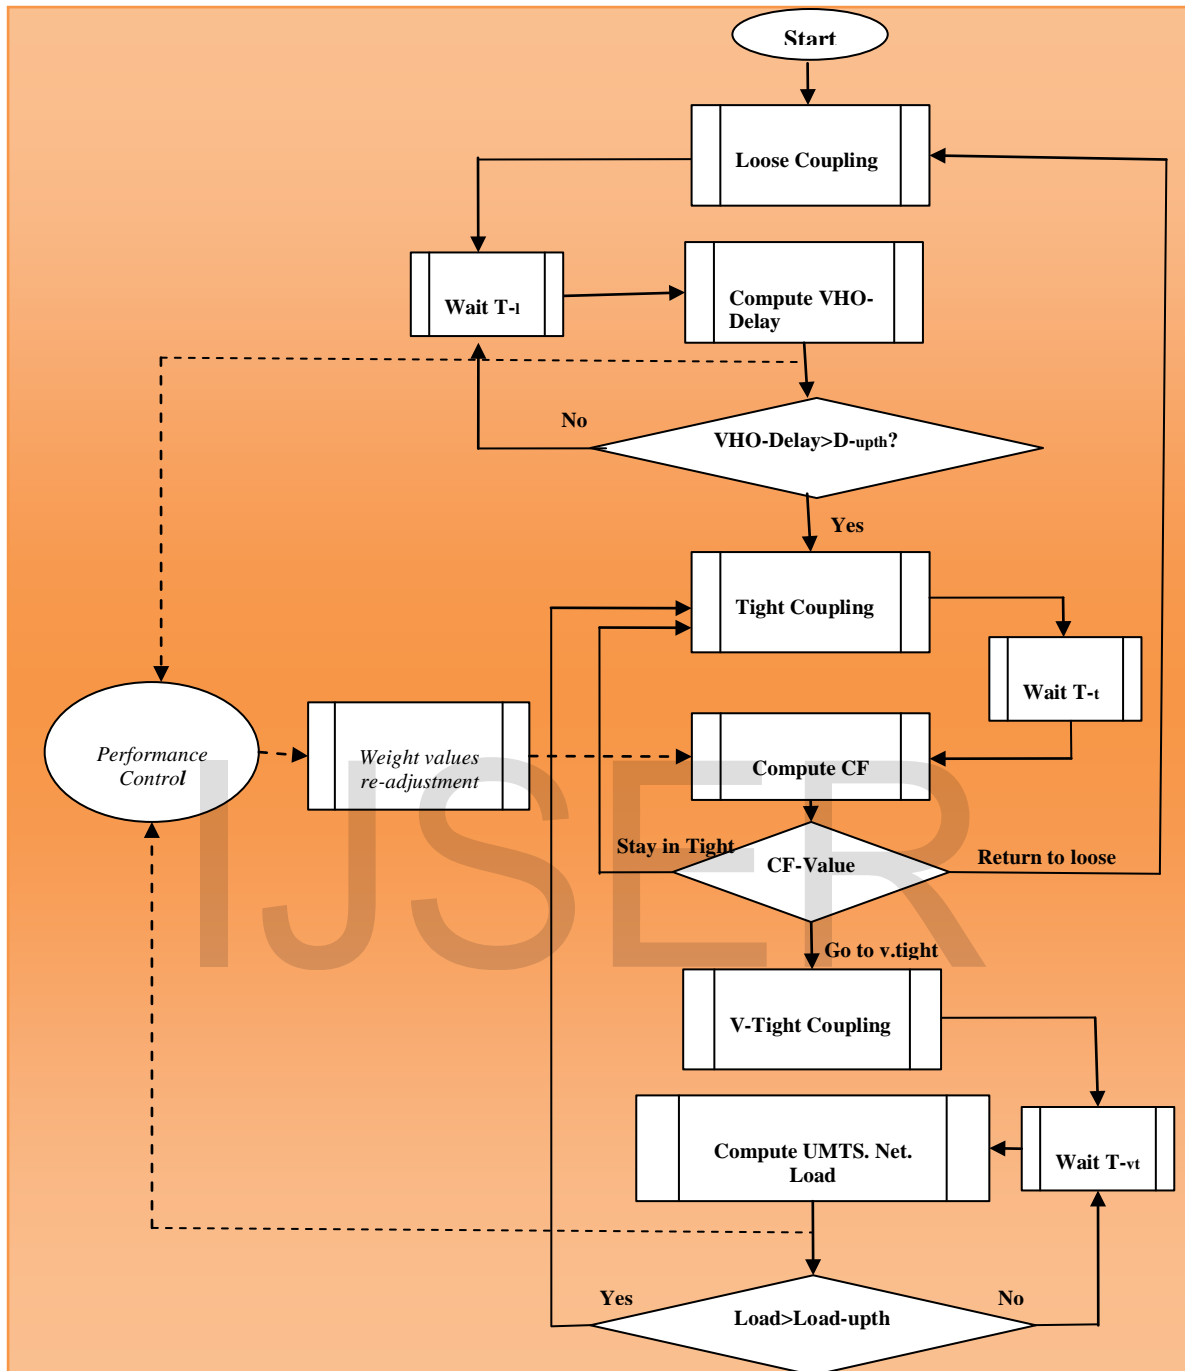 Start
Loose Coupling
Wait T-l
Compute VHO-
Delay
No
VHO-Delay>D-upth?
Yes
Tight Coupling
Wait T-t
Performance
Control
Weight values
re-adjustment
Compute CF
Stay in Tight
CF-Value
Return to loose
Go to v.tight
V-Tight Coupling
Compute UMTS. Net.
Load
Wait T-vt
Yes
No
Load>Load-upth
IJSER